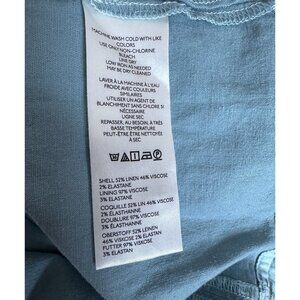 MACHINE WASH COLD WITH LIKE
COLORS
USE ONLY NON-CHLORINE
BLEACH
LINE DRY
LOW IRON AS NEEDED
MAY BE DRY CLEANED
LAVER À LA MACHINE À L'EAU
FROIDE AVEC COULEURS
SIMILAIRES
UTILISER UN AGENT DE
BLANCHIMENT SANS CHLORE SI
NÉCESSAIRE
LIGNE SEC
REPASSER, AU BESOIN, À TRÈS
BASSE TEMPÉRATURE
PEUT-ÊTRE ÊTRE NETTOYÉE
À SEC
SHELL 52% LINEN 46% VISCOSE
2% ELASTANE
LINING 97% VISCOSE
3% ELASTANE
COQUILLE 52% LIN 46% VISCOSE
2% ÉLASTHANNE
DOUBLURE 97% VISCOSE
3% ÉLASTHANNE
OBERSTOFF 52% LEINEN
46% VISKOSE 2% ELASTAN
FUTTER 97% VISKOSE
3% ELASTAN